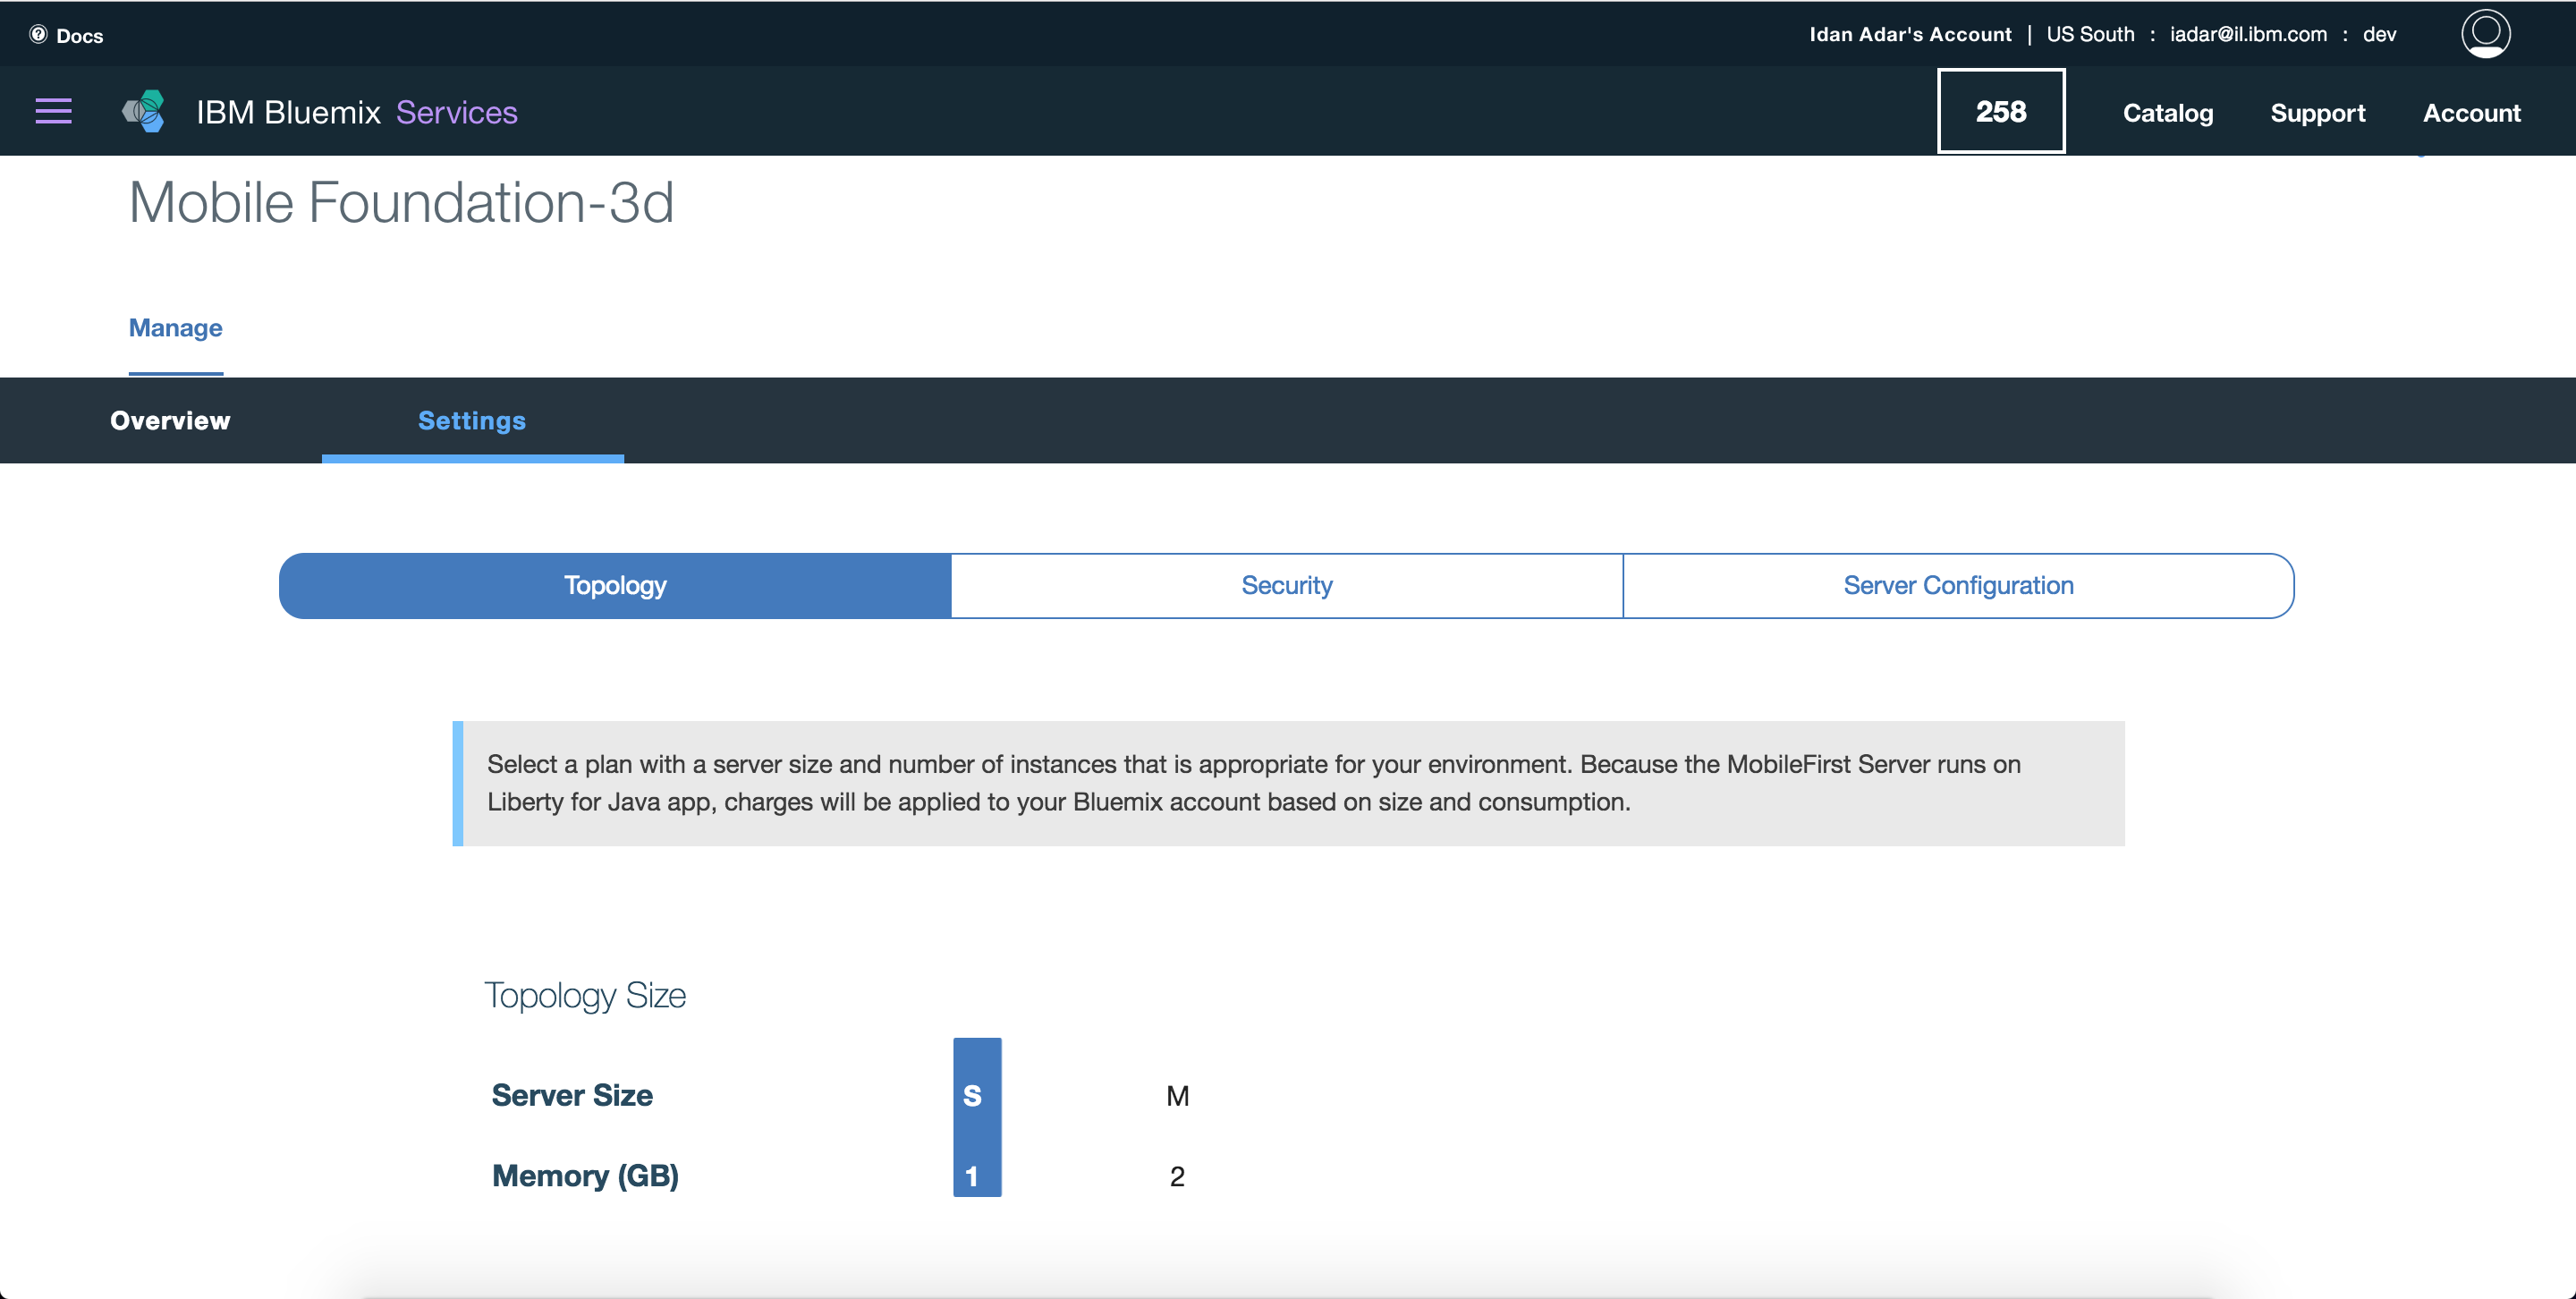 Docs
Idan Adar's Account | US South : iadar@il.ibm.com : dev
IBM Bluemix Services
258
Catalog
Support
Account
Mobile Foundation-3d
Manage
Overview
Settings
Topology
Security
Server Configuration
Select a plan with a server size and number of instances that is appropriate for your environment. Because the MobileFirst Server runs on
Liberty for Java app, charges will be applied to your Bluemix account based on size and consumption.
Topology Size
Server Size S M
Memory (GB) 1 2